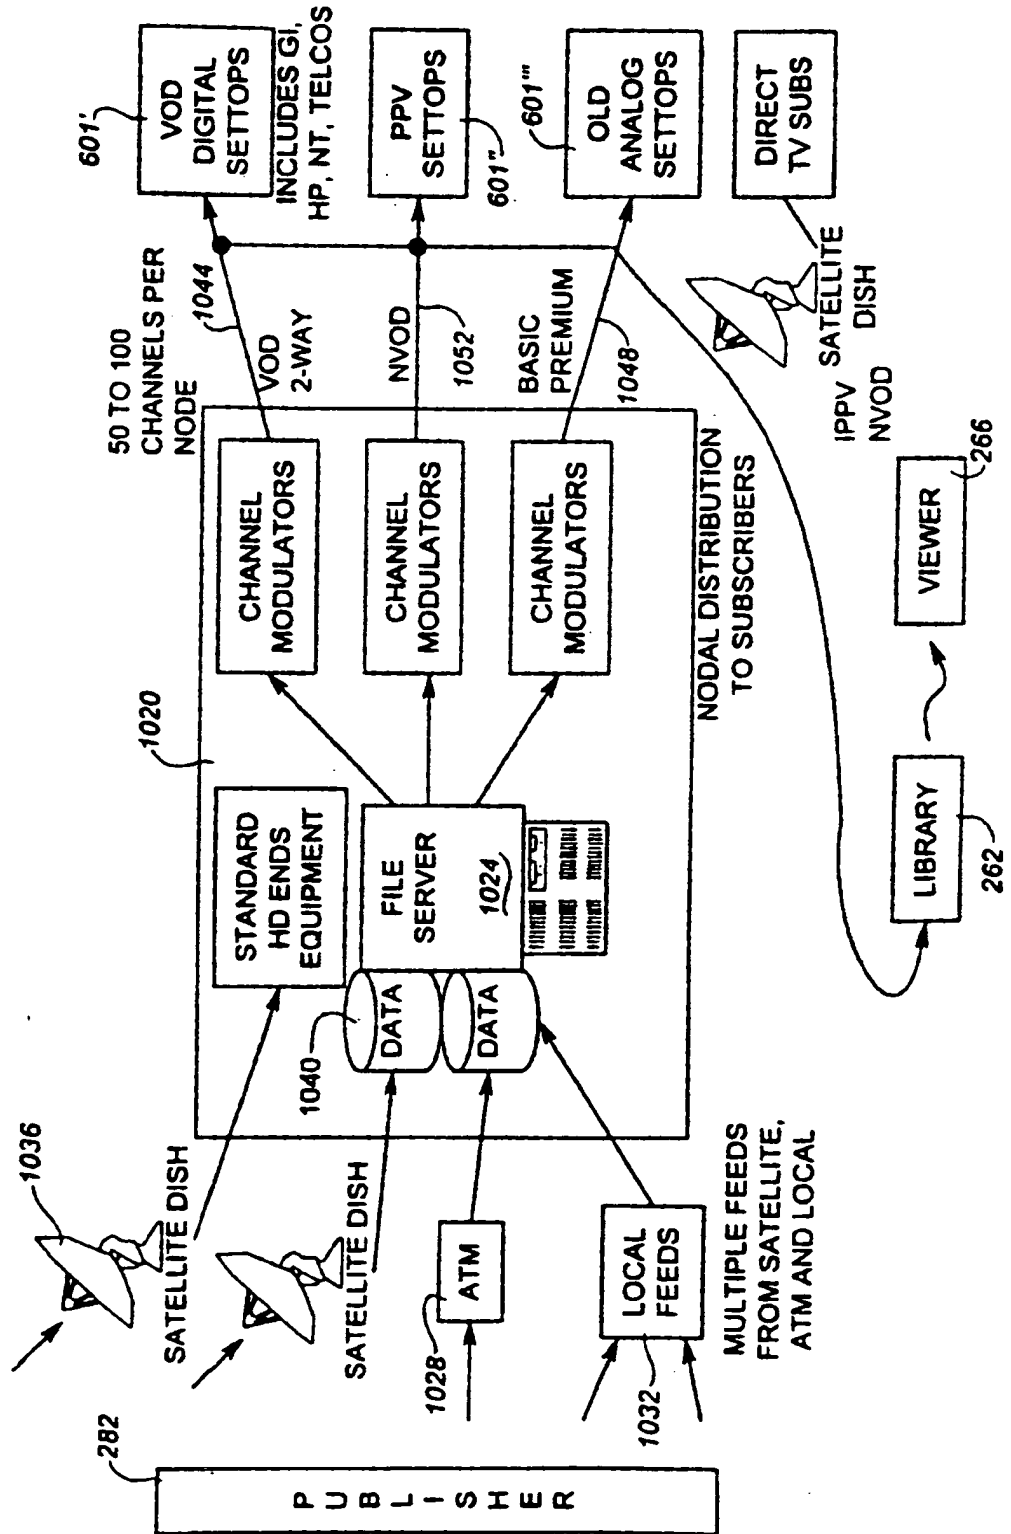 282
PUBLISHER
1036
SATELLITE DISH
SATELLITE DISH
1028
ATM
1032
LOCAL
FEEDS
MULTIPLE FEEDS
FROM SATELLITE,
ATM AND LOCAL
1020
STANDARD
HD ENDS
EQUIPMENT
1040
DATA
DATA
FILE
SERVER
1024
CHANNEL
MODULATORS
CHANNEL
MODULATORS
CHANNEL
MODULATORS
NODAL DISTRIBUTION
TO SUBSCRIBERS
50 TO 100
CHANNELS PER
NODE
1044
VOD
2-WAY
NVOD
1052
BASIC
PREMIUM
1048
601'
VOD
DIGITAL
SETTOPS
INCLUDES GI,
HP, NT, TELCOS
PPV
SETTOPS
601"
601'''
OLD
ANALOG
SETTOPS
DIRECT
TV SUBS
SATELLITE
DISH
IPPV
NVOD
LIBRARY
262
VIEWER
266